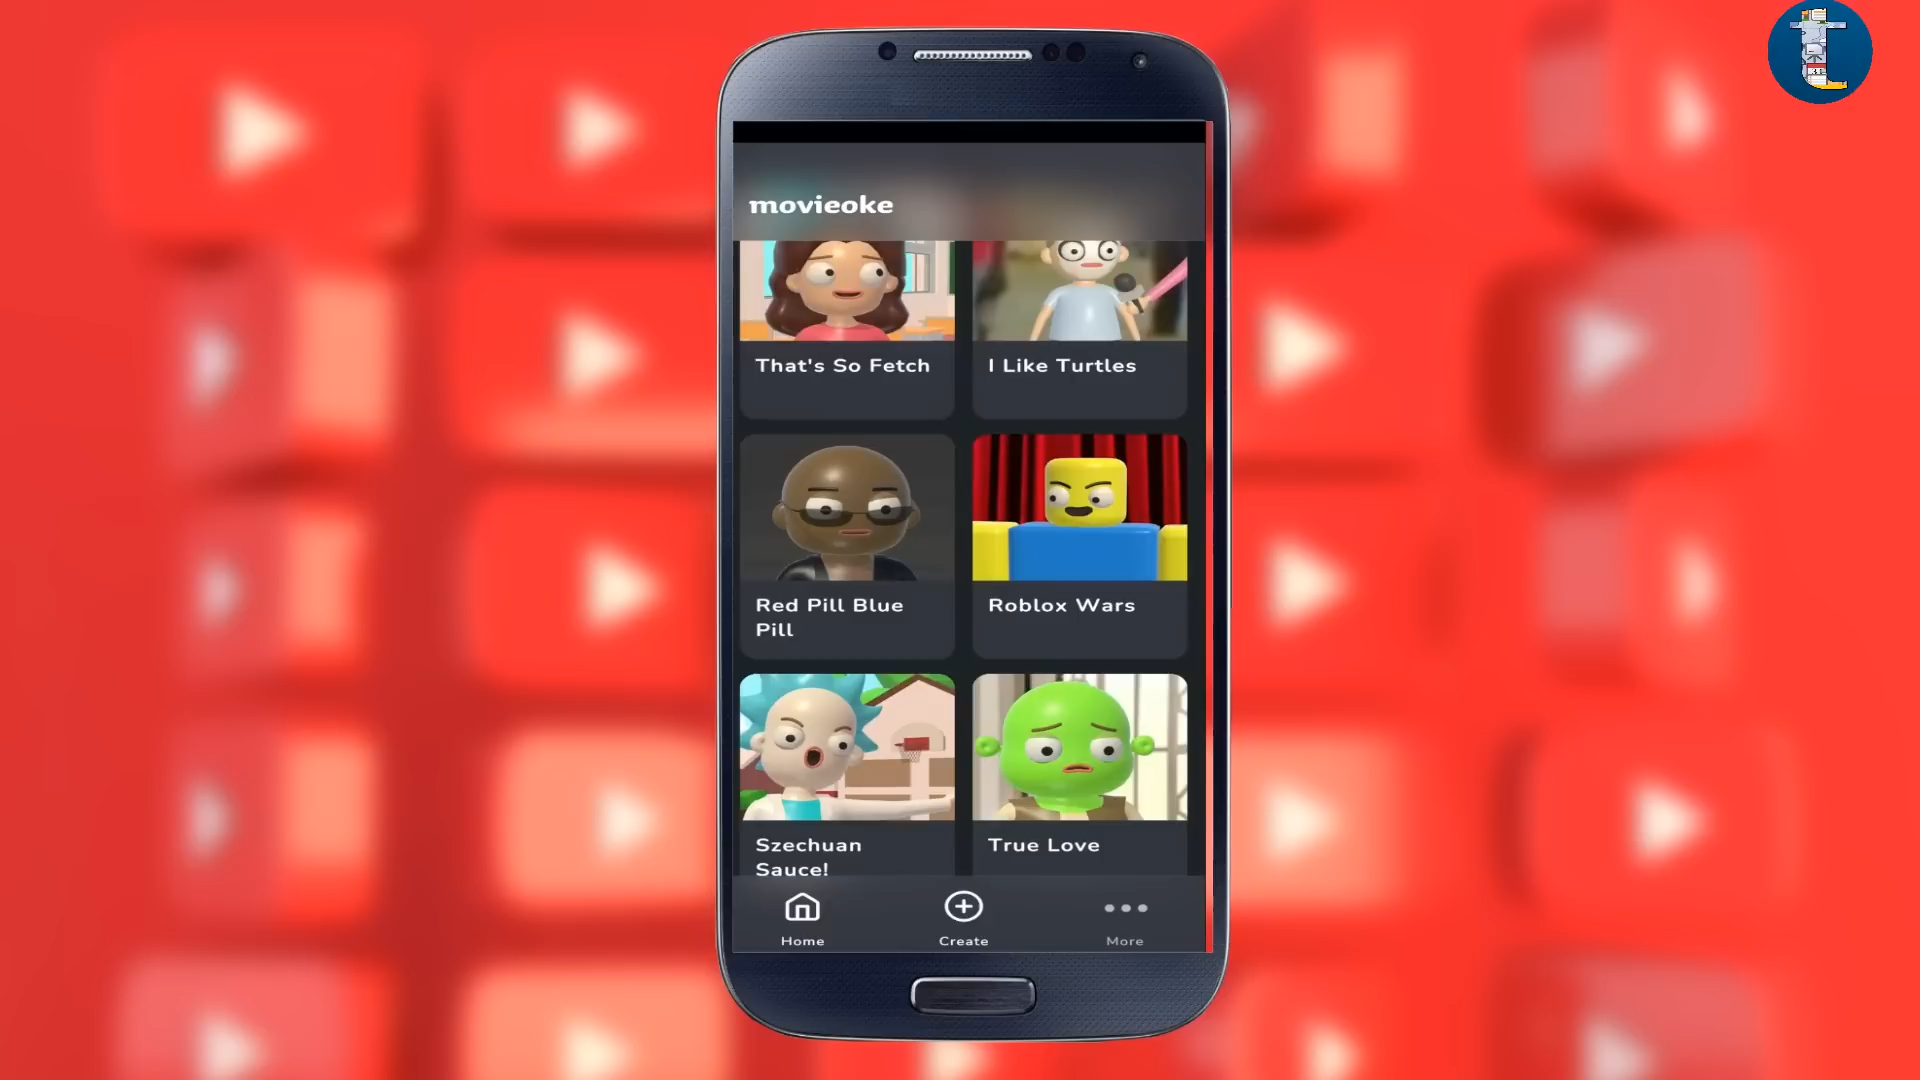 movieoke
That's So Fetch
I Like Turtles
Red Pill Blue
Pill
Roblox Wars
Szechuan
Sauce!
True Love
Home
Create
More